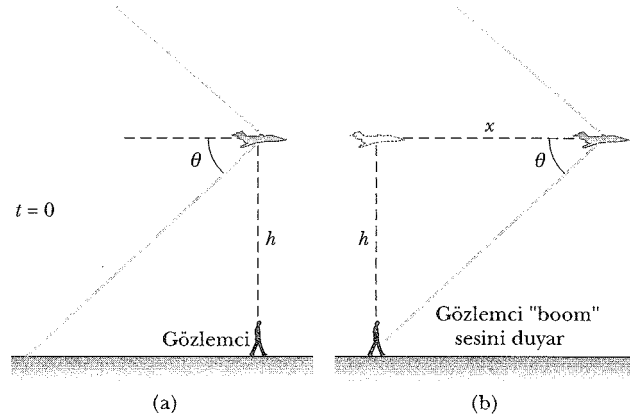 x
θ
θ
t = 0
h
h
Gözlemci
Gözlemci "boom"
sesini duyar
(a)
(b)